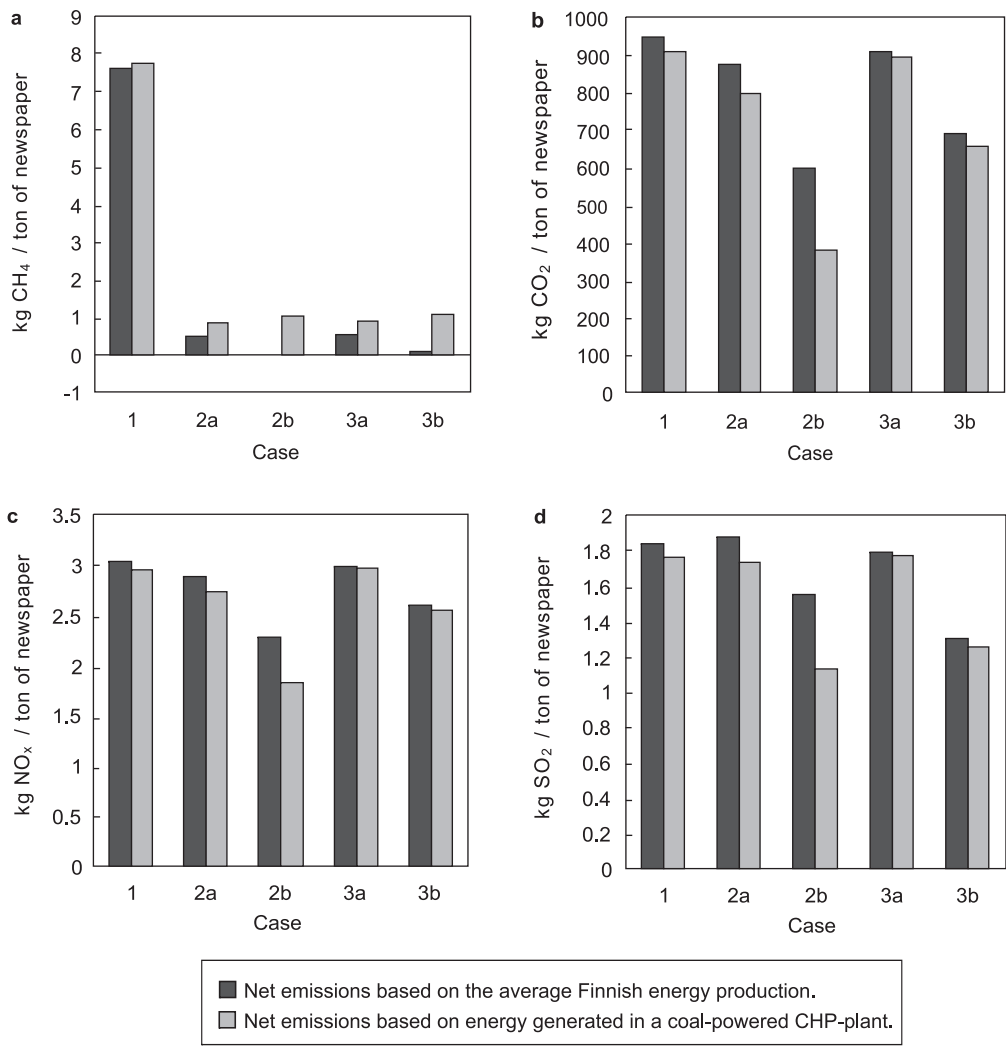 a
kg CH₄ / ton of newspaper
9
8
7
6
5
4
3
2
1
0
-1
1 2a 2b 3a 3b
Case
b
kg CO₂ / ton of newspaper
1000
900
800
700
600
500
400
300
200
100
0
1 2a 2b 3a 3b
Case
c
kg NOₓ / ton of newspaper
3.5
3
2.5
2
1.5
1
0.5
0
1 2a 2b 3a 3b
Case
d
kg SO₂ / ton of newspaper
2
1.8
1.6
1.4
1.2
1
0.8
0.6
0.4
0.2
0
1 2a 2b 3a 3b
Case
Net emissions based on the average Finnish energy production.
Net emissions based on energy generated in a coal-powered CHP-plant.